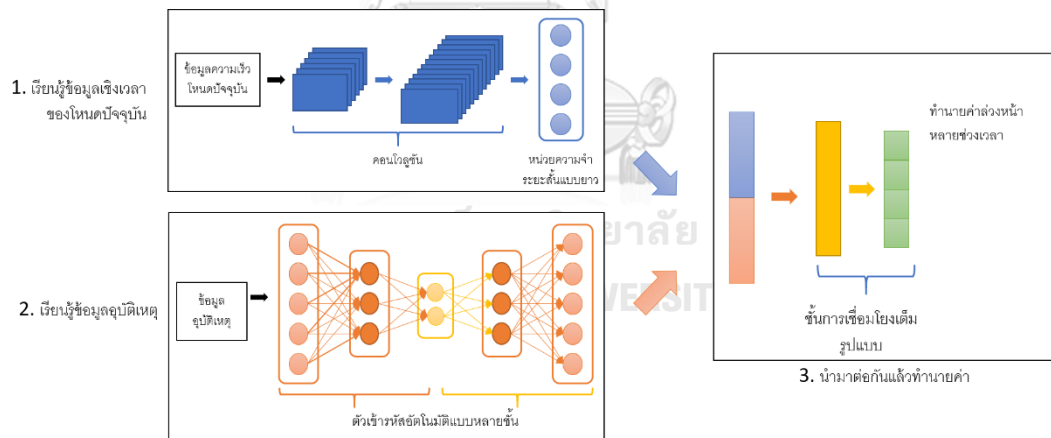 1. เรียนรู้ข้อมูลเชิงเวลา
ของโหนดปัจจุบัน
ข้อมูลความเร็ว
โหนดปัจจุบัน
คอนโวลูชัน
หน่วยความจำ
ระยะสั้นแบบยาว
2. เรียนรู้ข้อมูลอุบัติเหตุ
ข้อมูล
อุบัติเหตุ
ตัวเข้ารหัสอัตโนมัติแบบหลายชั้น
ทำนายค่าล่วงหน้า
หลายช่วงเวลา
ชั้นการเชื่อมโยงเต็ม
รูปแบบ
3. นำมาต่อกันแล้วทำนายค่า